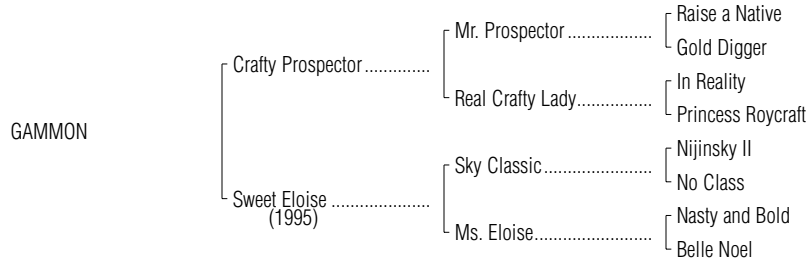 Raise a Native
Mr. Prospector ..................
Gold Digger
Crafty Prospector ..............
In Reality
Real Crafty Lady................
Princess Roycraft
GAMMON
Nijinsky II
Sky Classic.......................
No Class
Sweet Eloise .....................
(1995)
Nasty and Bold
Ms. Eloise.........................
Belle Noel